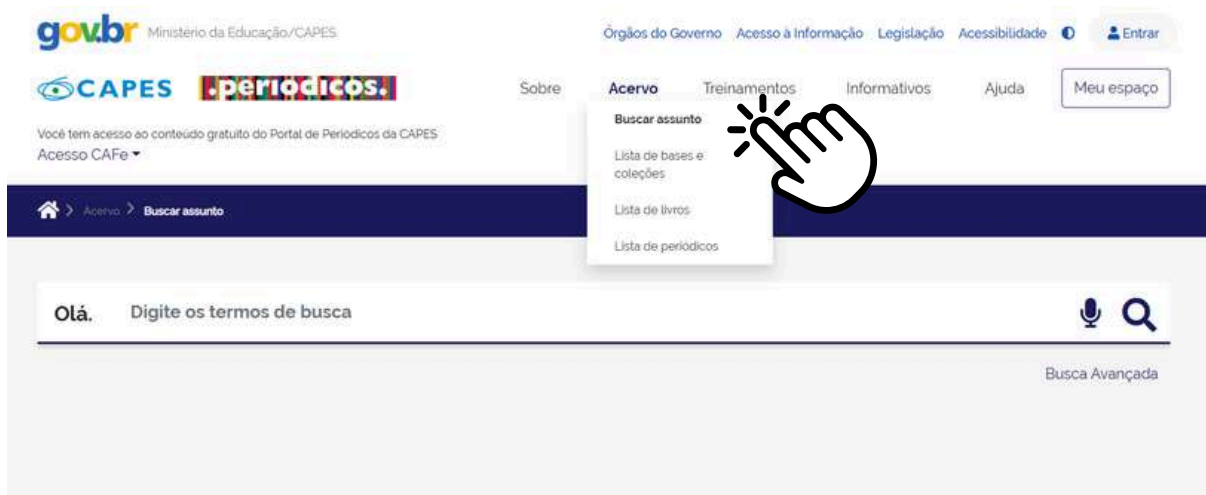 gov.br Ministério da Educação/CAPES Órgãos do Governo Acesso à Informação Legislação Acessibilidade Entrar
CAPES .periodicos. Sobre Acervo Treinamentos Informativos Ajuda Meu espaço
Buscar assunto
Você tem acesso ao conteúdo gratuito do Portal de Periódicos da CAPES
Acesso CAFe
Lista de bases e
coleções
Acervo > Buscar assunto
Lista de livros
Lista de periódicos
Olá. Digite os termos de busca
Busca Avançada